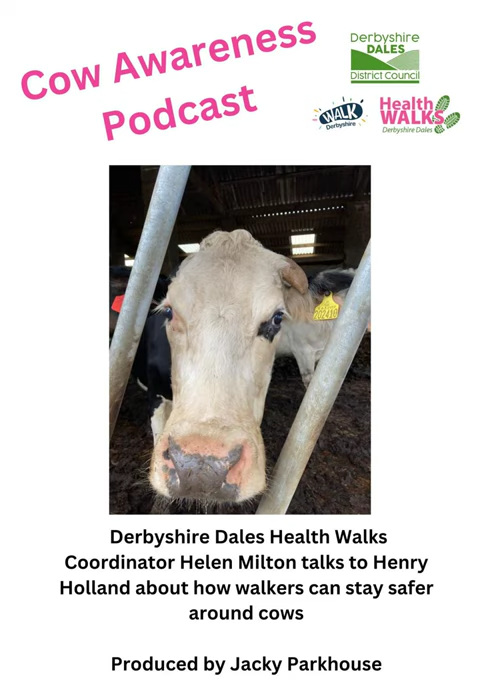 Cow Awareness
Podcast
Derbyshire
DALES
District Council
WALK
Derbyshire
Health
WALKS
Derbyshire Dales
Derbyshire Dales Health Walks
Coordinator Helen Milton talks to Henry
Holland about how walkers can stay safer
around cows
Produced by Jacky Parkhouse